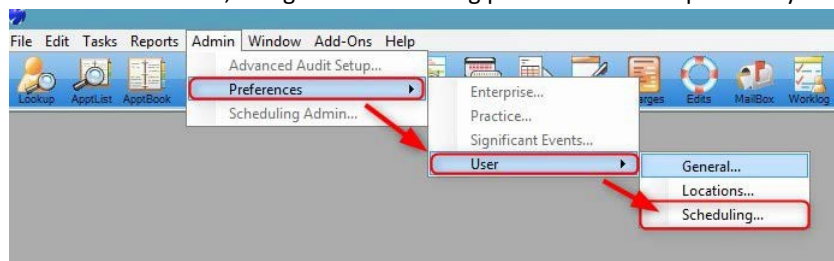 File Edit Tasks Reports Admin Window Add-Ons Help
Advanced Audit Setup...
Preferences
Scheduling Admin...
Enterprise...
Practice...
Significant Events...
User
General...
Locations...
Scheduling...
Lookup ApptList ApptBook
Edits MailBox Worklog